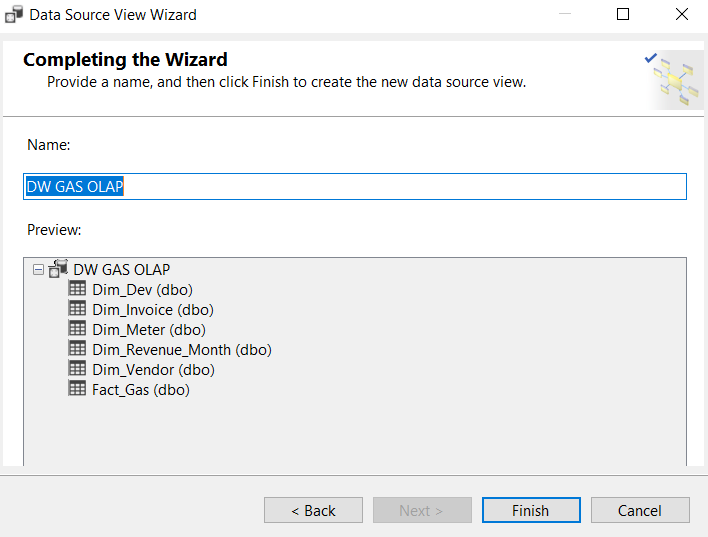 Data Source View Wizard
Completing the Wizard
Provide a name, and then click Finish to create the new data source view.
Name:
DW GAS OLAP
Preview:
DW GAS OLAP
Dim_Dev (dbo)
Dim_Invoice (dbo)
Dim_Meter (dbo)
Dim_Revenue_Month (dbo)
Dim_Vendor (dbo)
Fact_Gas (dbo)
< Back
Next >
Finish
Cancel